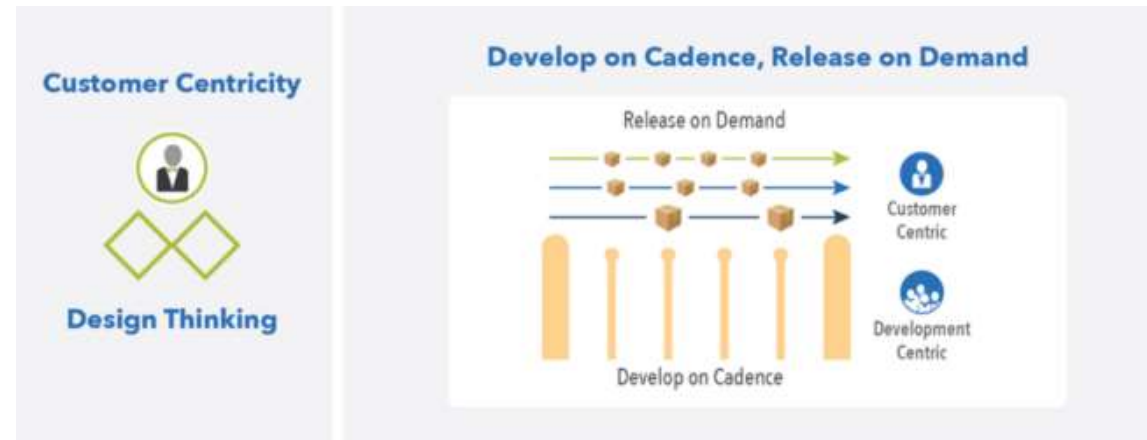 Customer Centricity
Design Thinking
Develop on Cadence, Release on Demand
Release on Demand
Customer
Centric
Development
Centric
Develop on Cadence